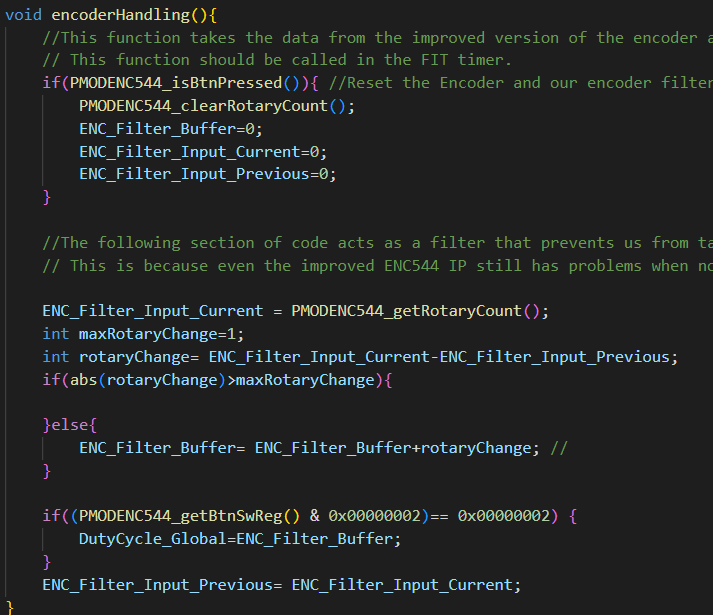 void encoderHandling(){
//This function takes the data from the improved version of the encoder
// This function should be called in the FIT timer.
if(PMODENC544_isBtnPressed()){ //Reset the Encoder and our encoder filter
PMODENC544_clearRotaryCount();
ENC_Filter_Buffer=0;
ENC_Filter_Input_Current=0;
ENC_Filter_Input_Previous=0;
}
//The following section of code acts as a filter that prevents us from
// This is because even the improved ENC544 IP still has problems when
ENC_Filter_Input_Current = PMODENC544_getRotaryCount();
int maxRotaryChange=1;
int rotaryChange= ENC_Filter_Input_Current-ENC_Filter_Input_Previous;
if(abs(rotaryChange)>maxRotaryChange){
}else{
ENC_Filter_Buffer= ENC_Filter_Buffer+rotaryChange; //
}
if((PMODENC544_getBtnSwReg() & 0x00000002)== 0x00000002) {
DutyCycle_Global=ENC_Filter_Buffer;
}
ENC_Filter_Input_Previous= ENC_Filter_Input_Current;
}